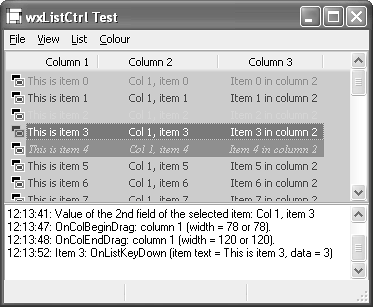 wxListCtrl Test
File View List Colour
Column 1 Column 2 Column 3
This is item 0 Col 1, item 0 Item 0 in column 2
This is item 1 Col 1, item 1 Item 1 in column 2
This is item 3 Col 1, item 3 Item 3 in column 2
This is item 4 Col 1, item 4 Item 4 in column 2
This is item 5 Col 1, item 5 Item 5 in column 2
This is item 6 Col 1, item 6 Item 6 in column 2
This is item 7 Col 1, item 7 Item 7 in column 2
12:13:41: Value of the 2nd field of the selected item: Col 1, item 3
12:13:47: OnColBeginDrag: column 1 (width = 78 or 78).
12:13:48: OnColEndDrag: column 1 (width = 120 or 120).
12:13:52: Item 3: OnListKeyDown (item text = This is item 3, data = 3)